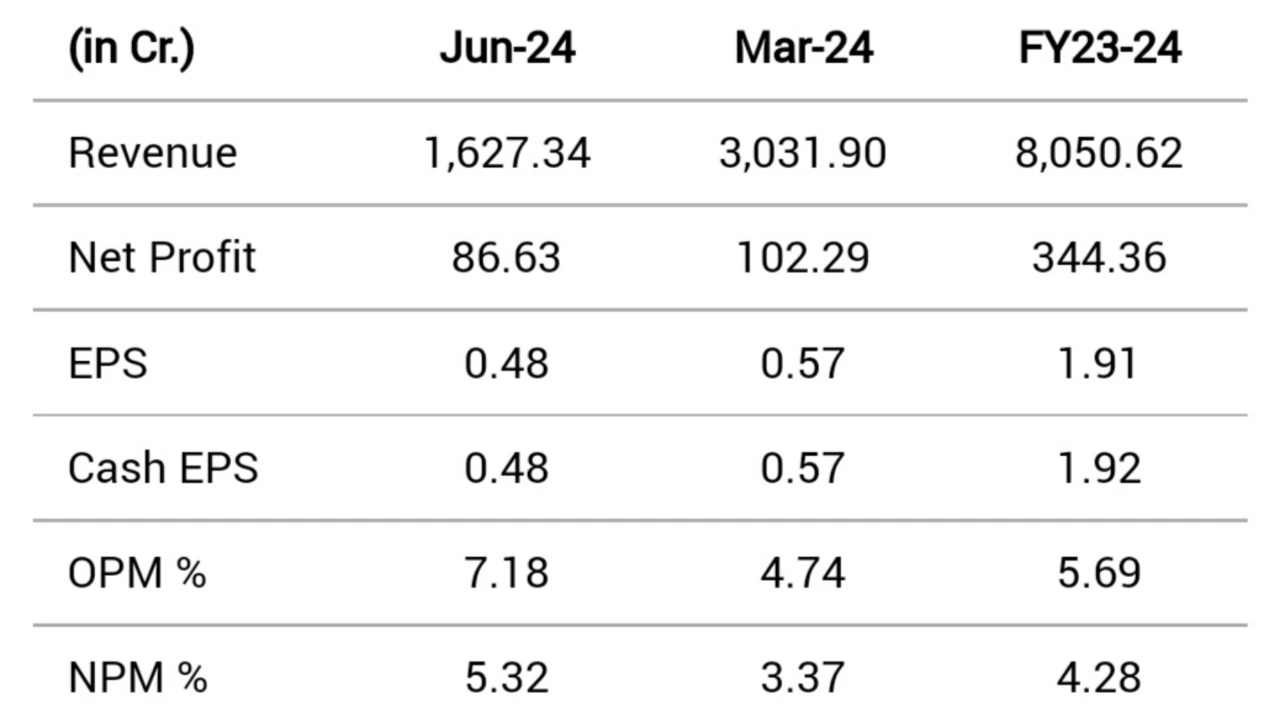 (in Cr.) Jun-24 Mar-24 FY23-24
Revenue 1,627.34 3,031.90 8,050.62
Net Profit 86.63 102.29 344.36
EPS 0.48 0.57 1.91
Cash EPS 0.48 0.57 1.92
OPM % 7.18 4.74 5.69
NPM % 5.32 3.37 4.28